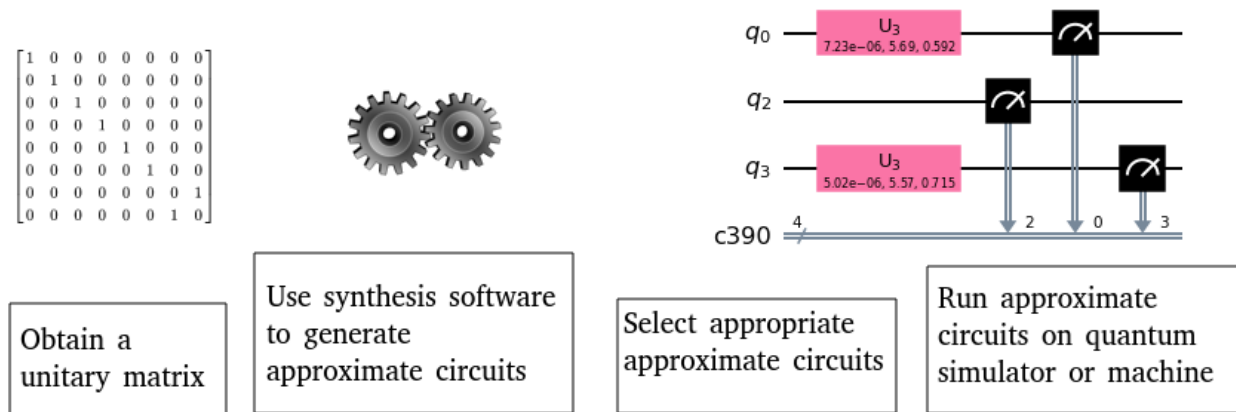 1 0 0 0 0 0 0 0
0 1 0 0 0 0 0 0
0 0 1 0 0 0 0 0
0 0 0 1 0 0 0 0
0 0 0 0 1 0 0 0
0 0 0 0 0 1 0 0
0 0 0 0 0 0 0 1
0 0 0 0 0 0 1 0
q0
U3
7.23e−06, 5.69, 0.592
q2
q3
U3
5.02e−06, 5.57, 0.715
c390
4
2
0
3
Obtain a
unitary matrix
Use synthesis software
to generate
approximate circuits
Select appropriate
approximate circuits
Run approximate
circuits on quantum
simulator or machine